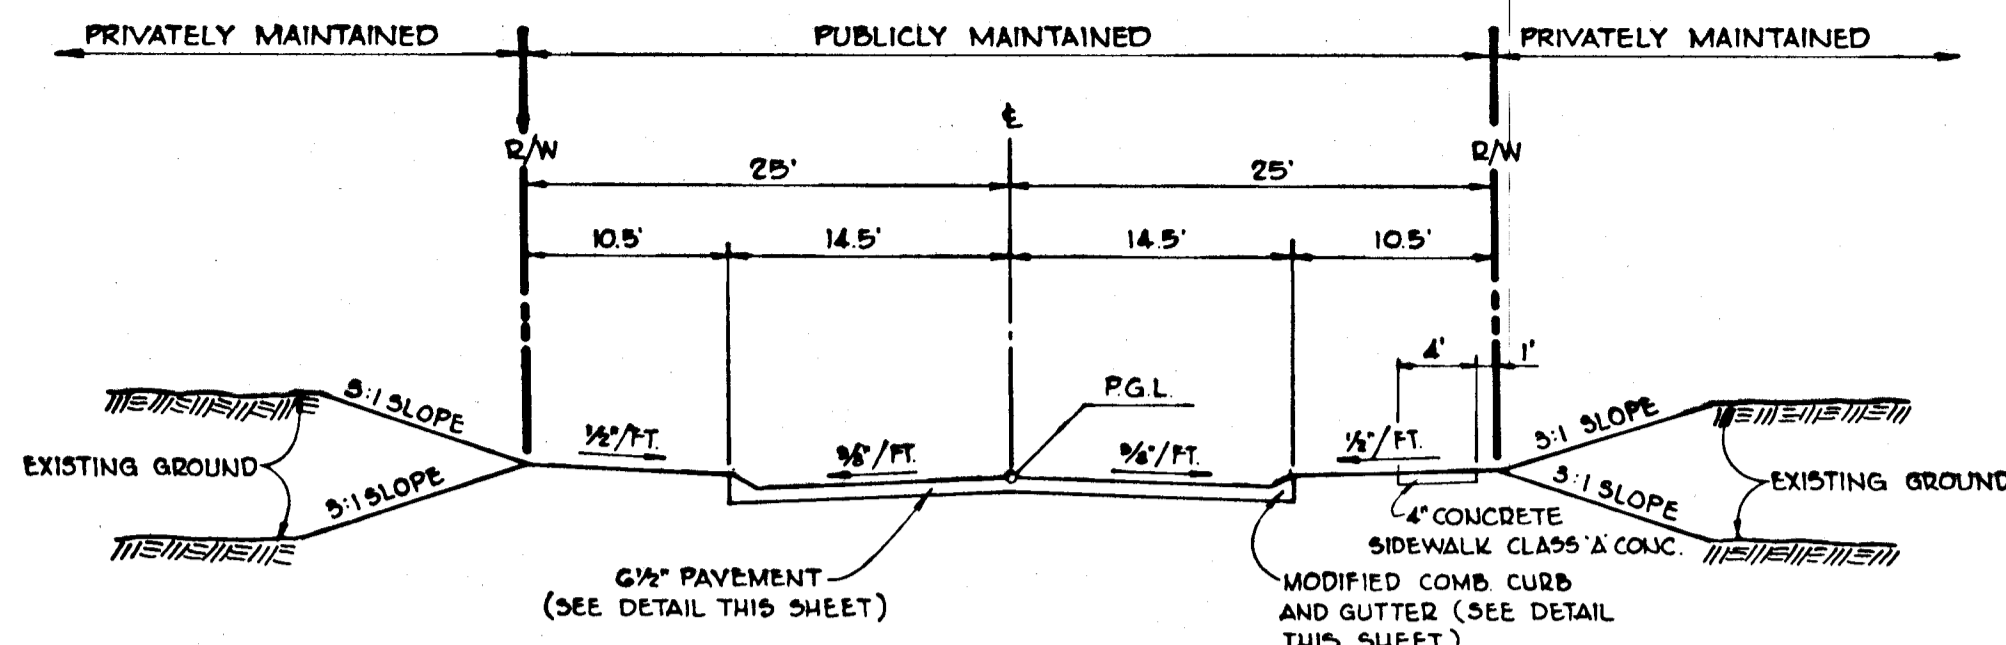 PRIVATELY MAINTAINED
PUBLICLY MAINTAINED
PRIVATELY MAINTAINED
℄
R/W
R/W
25'
25'
10.5'
14.5'
14.5'
10.5'
4'
1'
P.G.L.
3:1 SLOPE
3:1 SLOPE
1/2"/FT.
3/8"/FT.
3/8"/FT.
1/2"/FT.
EXISTING GROUND
EXISTING GROUND
3:1 SLOPE
3:1 SLOPE
4" CONCRETE
SIDEWALK CLASS 'A' CONC.
6½" PAVEMENT
(SEE DETAIL THIS SHEET)
MODIFIED COMB. CURB
AND GUTTER (SEE DETAIL
THIS SHEET)